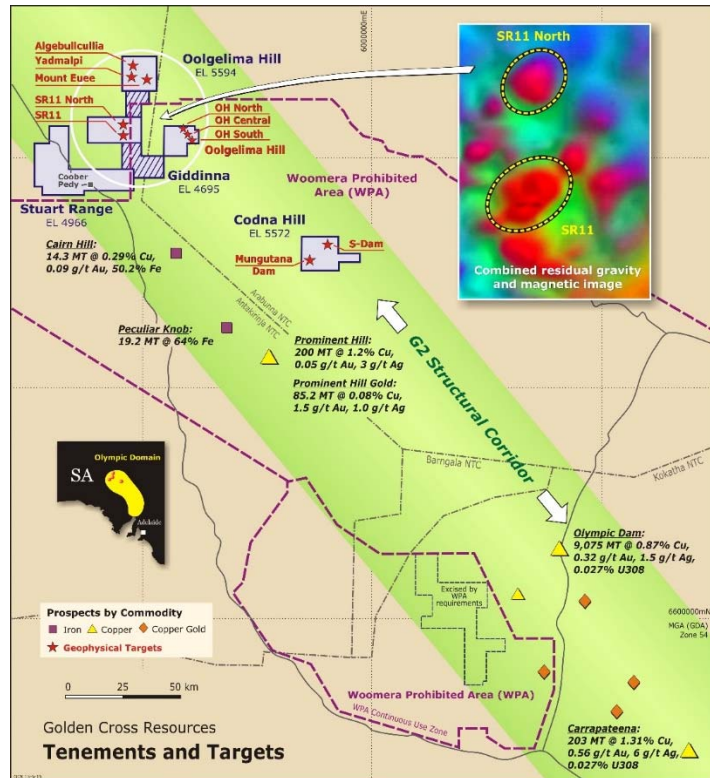 6000000mE
Algebullcullia
Yadmalpi
Mount Euee
Oolgelima Hill
EL 5594
SR11 North
SR11
OH North
OH Central
OH South
Oolgelima Hill
Coober
Pedy
Giddinna
EL 4695
Stuart Range
EL 4966
Woomera Prohibited
Area (WPA)
SR11 North
SR11
Combined residual gravity
and magnetic image
Codna Hill
EL 5572
S-Dam
Mungutana
Dam
Cairn Hill:
14.3 MT @ 0.29% Cu,
0.09 g/t Au, 50.2% Fe
Arabunna NTC
Antakirinja NTC
Peculiar Knob:
19.2 MT @ 64% Fe
Prominent Hill:
200 MT @ 1.2% Cu,
0.05 g/t Au, 3 g/t Ag
Prominent Hill Gold:
85.2 MT @ 0.08% Cu,
1.5 g/t Au, 1.0 g/t Ag
G2 Structural Corridor
Barngala NTC
Kokatha NTC
Olympic Domain
SA
Adelaide
Olympic Dam:
9,075 MT @ 0.87% Cu,
0.32 g/t Au, 1.5 g/t Ag,
0.027% U308
Excised by
WPA
requirements
6600000mN
MGA (GDA)
Zone 54
Prospects by Commodity
Iron Copper Copper Gold
Geophysical Targets
0 25 50 km
Woomera Prohibited Area (WPA)
WPA Continuous Use Zone
Golden Cross Resources
Tenements and Targets
Carrapateena:
203 MT @ 1.31% Cu,
0.56 g/t Au, 6 g/t Ag,
0.027% U308